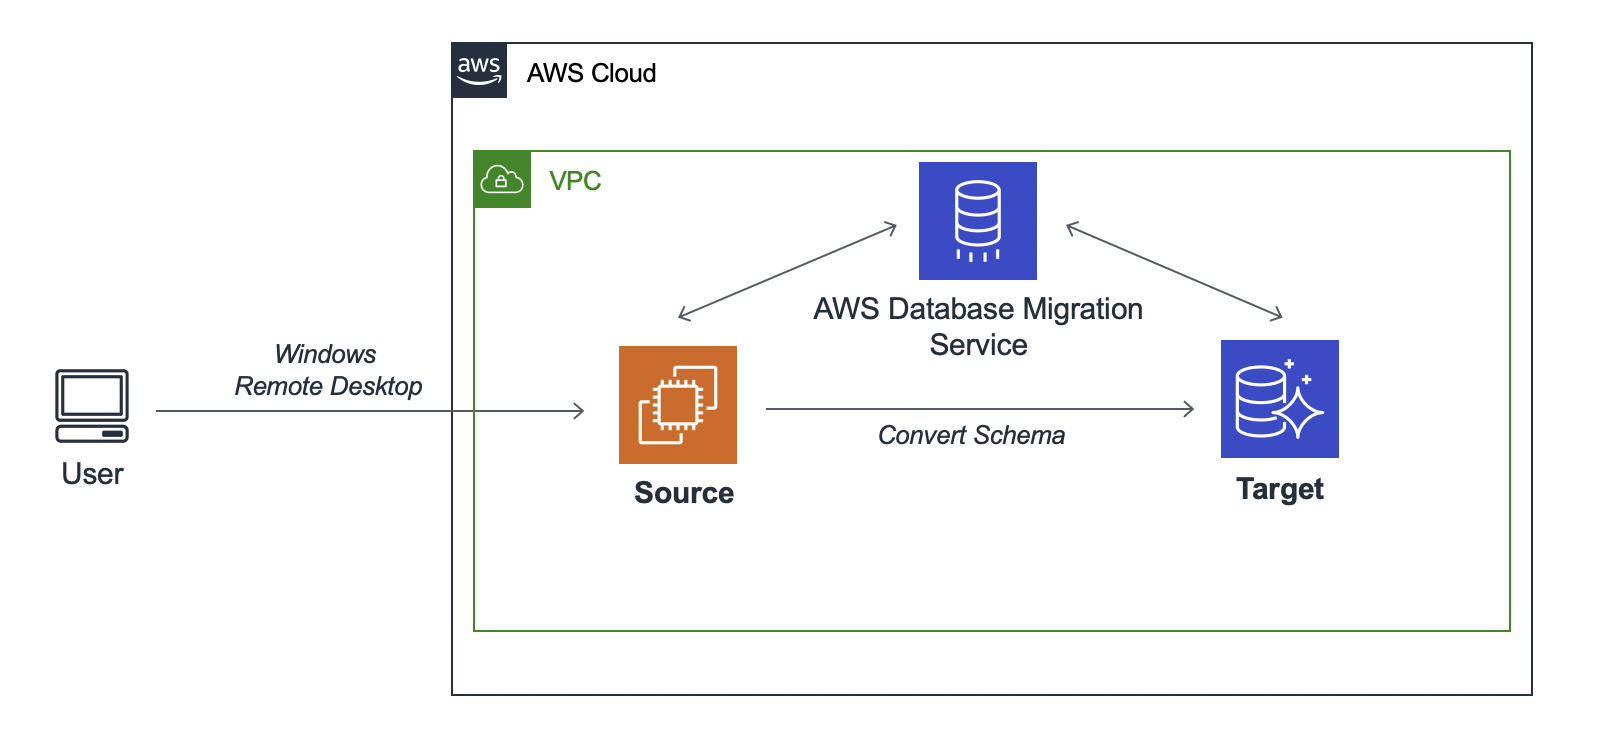 aws
AWS Cloud
VPC
AWS Database Migration
Service
Windows
Remote Desktop
User
Source
Convert Schema
Target